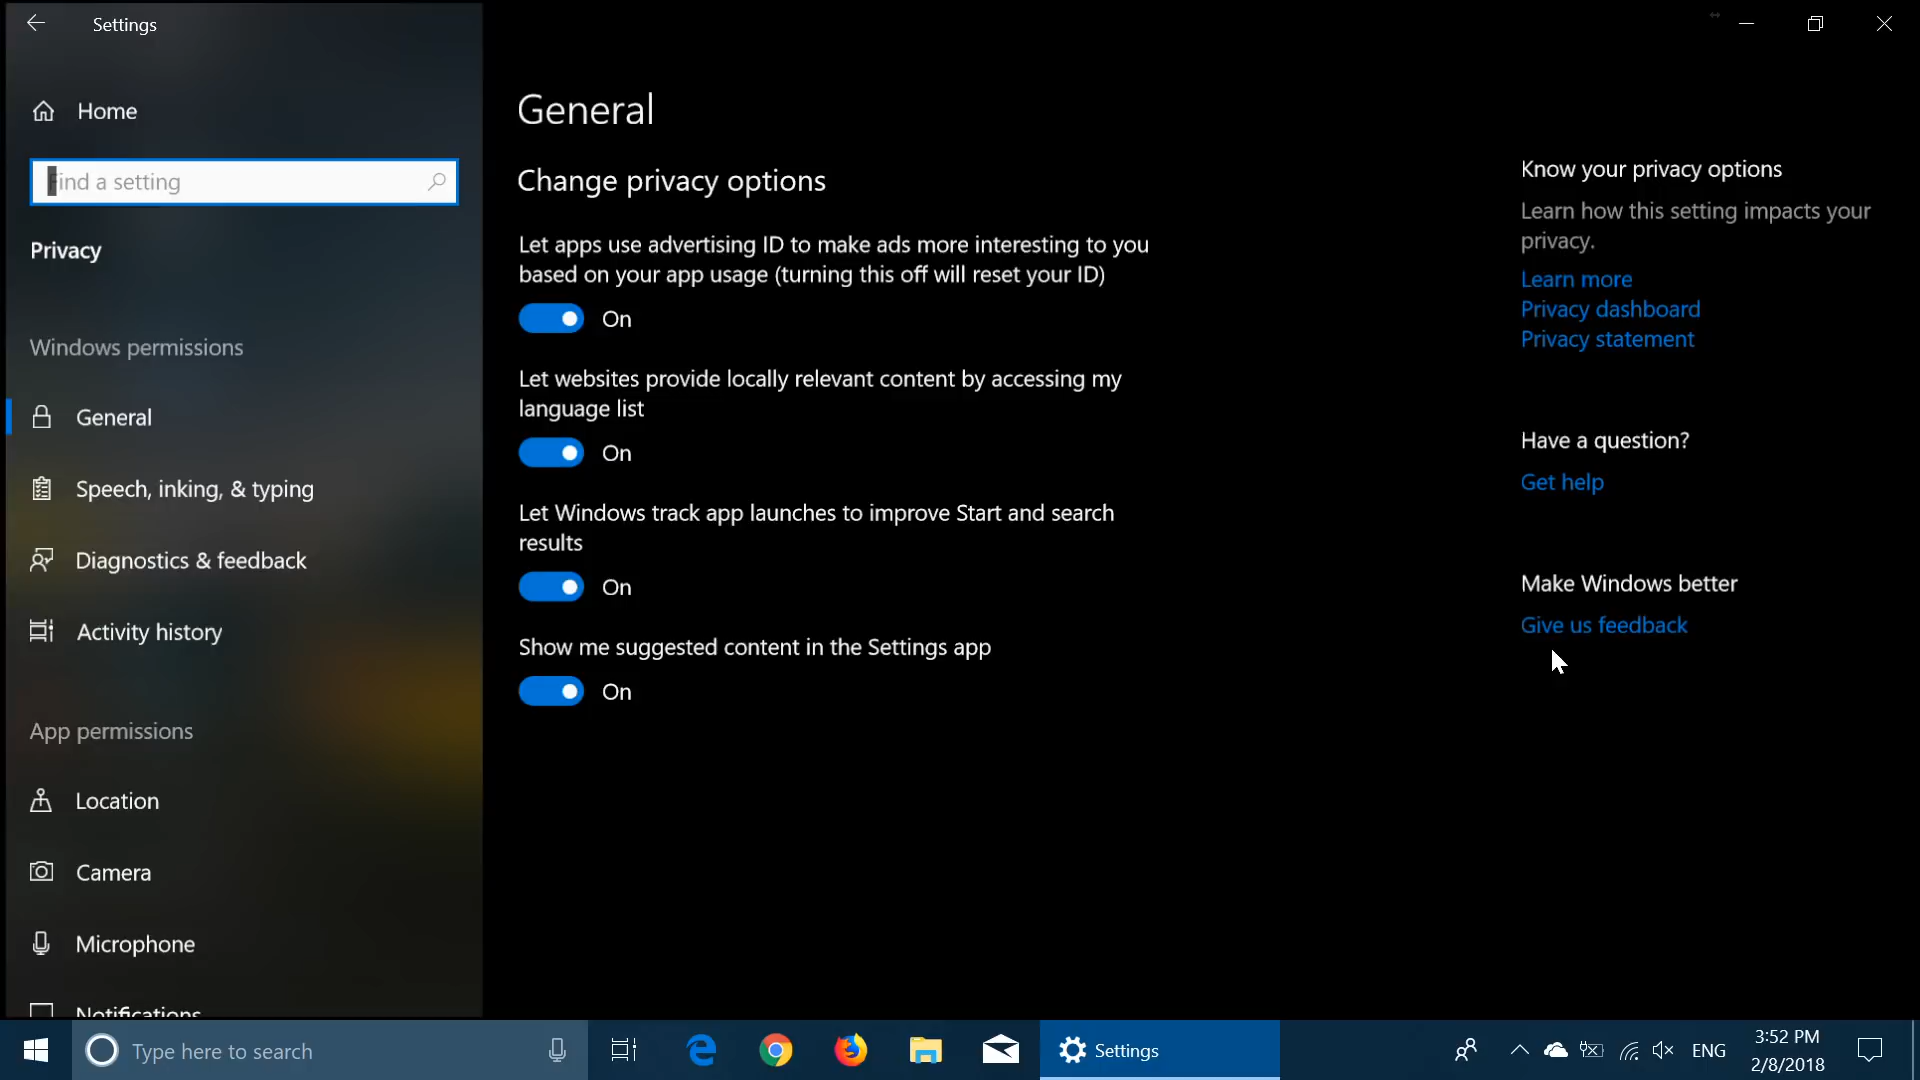 Settings
Home
Find a setting
Privacy
Windows permissions
General
Speech, inking, & typing
Diagnostics & feedback
Activity history
App permissions
Location
Camera
Microphone
Notifications
General
Change privacy options
Let apps use advertising ID to make ads more interesting to you
based on your app usage (turning this off will reset your ID)
On
Let websites provide locally relevant content by accessing my
language list
On
Let Windows track app launches to improve Start and search
results
On
Show me suggested content in the Settings app
On
Know your privacy options
Learn how this setting impacts your
privacy.
Learn more
Privacy dashboard
Privacy statement
Have a question?
Get help
Make Windows better
Give us feedback
Type here to search
Settings
ENG
3:52 PM
2/8/2018